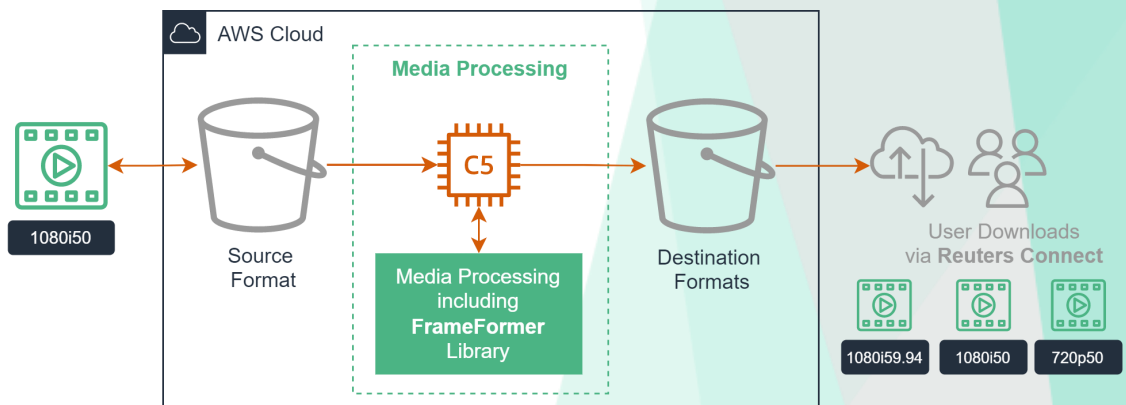 AWS Cloud
Media Processing
C5
1080i50
Source
Format
Media Processing
including
FrameFormer
Library
Destination
Formats
User Downloads
via Reuters Connect
1080i59.94
1080i50
720p50